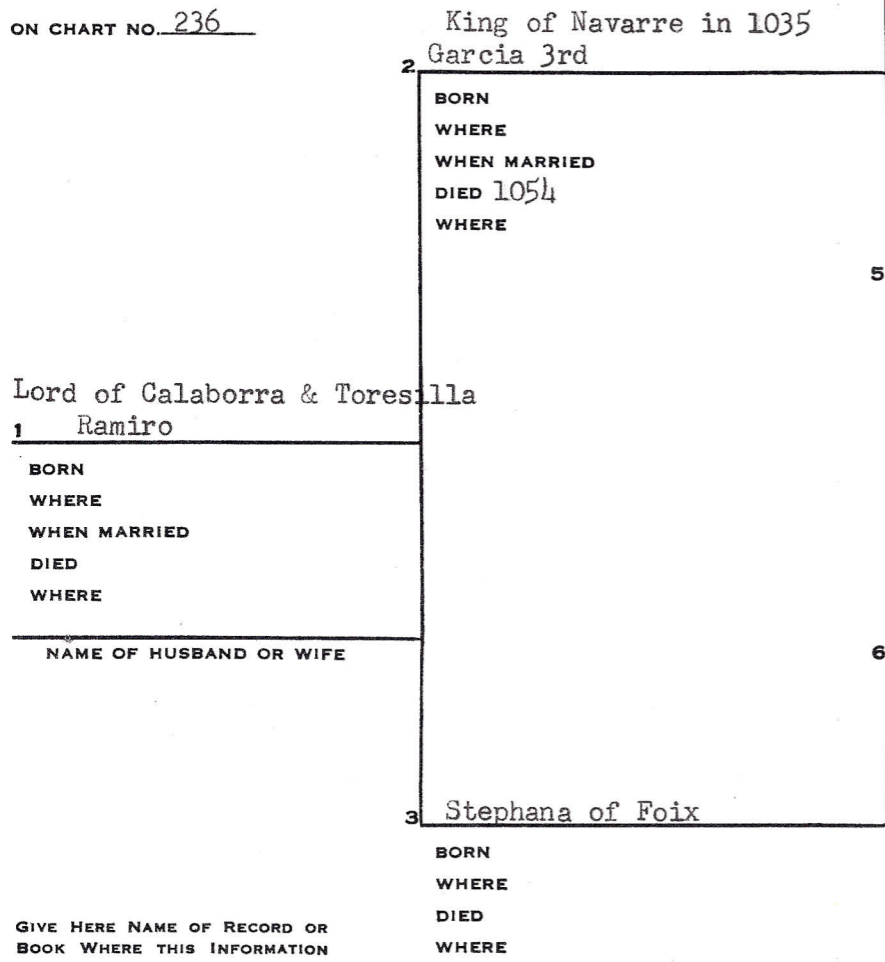 ON CHART NO. 236
King of Navarre in 1035
2 Garcia 3rd
BORN
WHERE
WHEN MARRIED
DIED 1054
WHERE
5
Lord of Calaborra & Toresilla
1 Ramiro
BORN
WHERE
WHEN MARRIED
DIED
WHERE
NAME OF HUSBAND OR WIFE
6
3 Stephana of Foix
BORN
WHERE
DIED
WHERE
GIVE HERE NAME OF RECORD OR
BOOK WHERE THIS INFORMATION